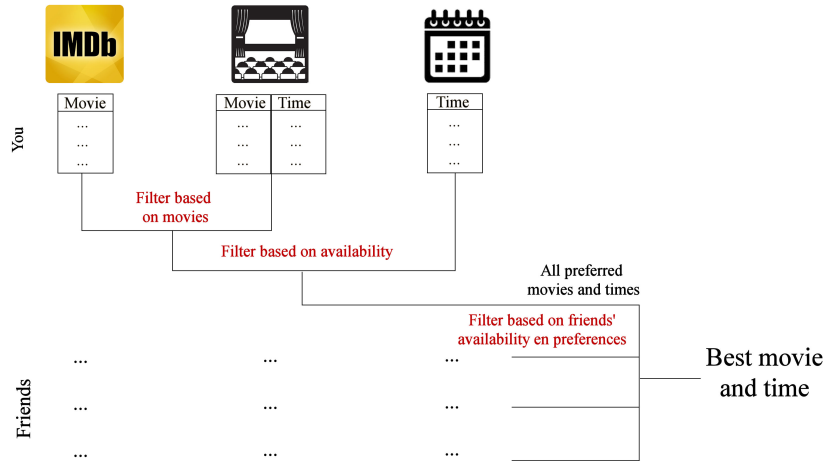 IMDb
You
Movie
Movie Time
Time
...
... ...
...
...
... ...
...
...
... ...
...
Filter based
on movies
Filter based on availability
All preferred
movies and times
Filter based on friends'
availability en preferences
Best movie
and time
Friends
... ... ...
... ... ...
... ... ...